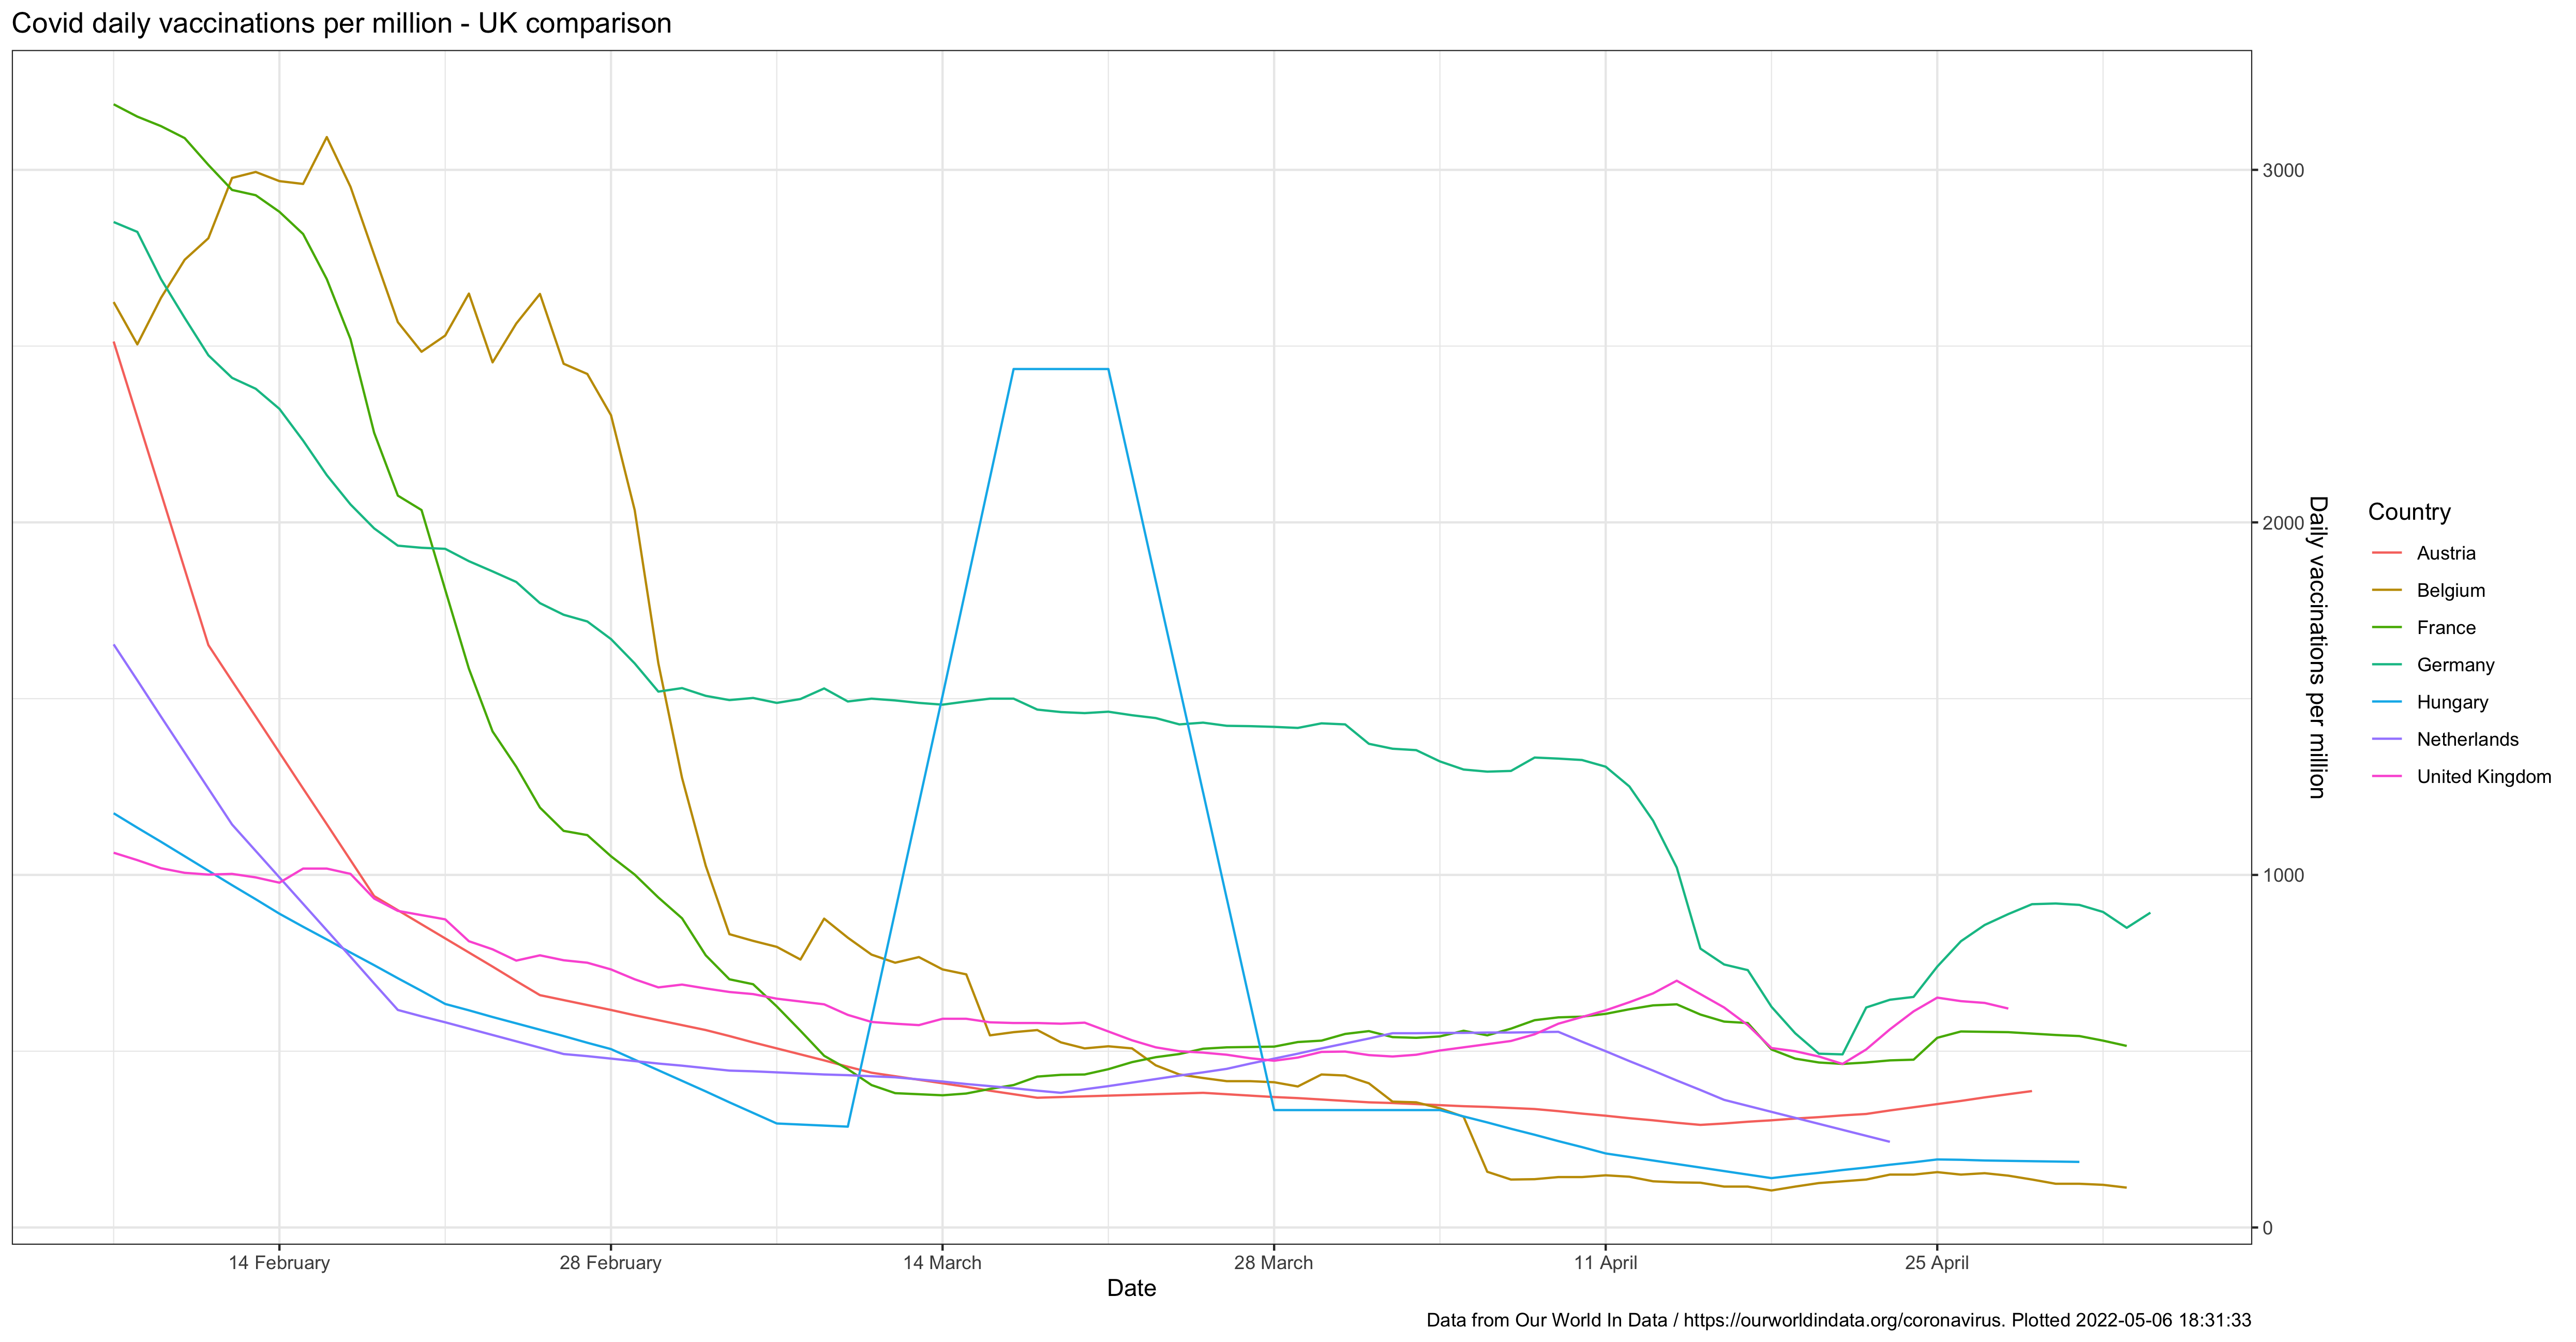 Covid daily vaccinations per million - UK comparison
3000
2000
1000
0
Daily vaccinations per million
14 February
28 February
14 March
28 March
11 April
25 April
Date
Country
Austria
Belgium
France
Germany
Hungary
Netherlands
United Kingdom
Data from Our World In Data / https://ourworldindata.org/coronavirus. Plotted 2022-05-06 18:31:33